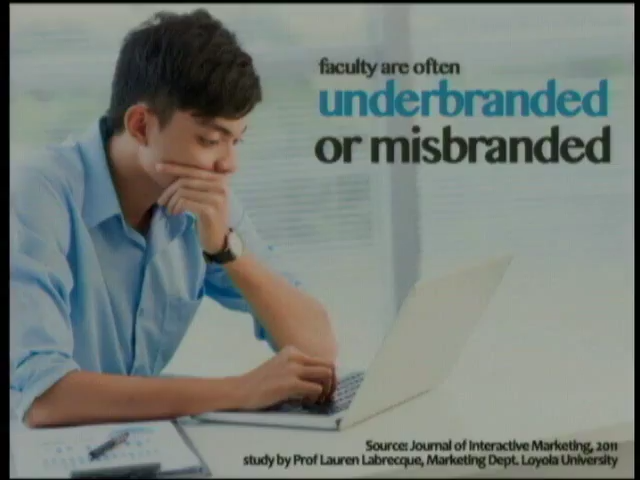 faculty are often
underbranded
or misbranded
Source: Journal of Interactive Marketing, 2011
study by Prof Lauren Labrecque, Marketing Dept. Loyola University